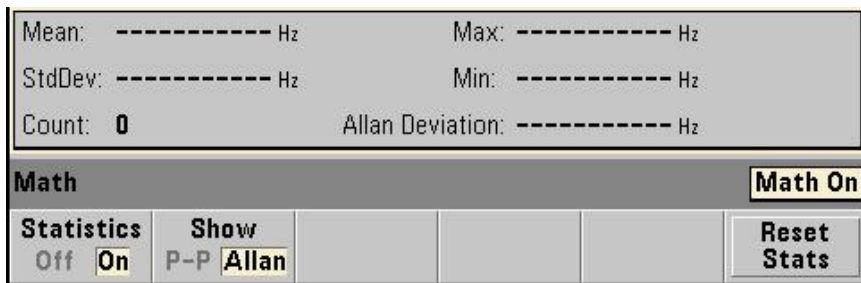 Mean: ----------- Hz Max: ----------- Hz
StdDev: ----------- Hz Min: ----------- Hz
Count: 0 Allan Deviation: ----------- Hz
Math Math On
Statistics Show Reset
Off On P-P Allan Stats